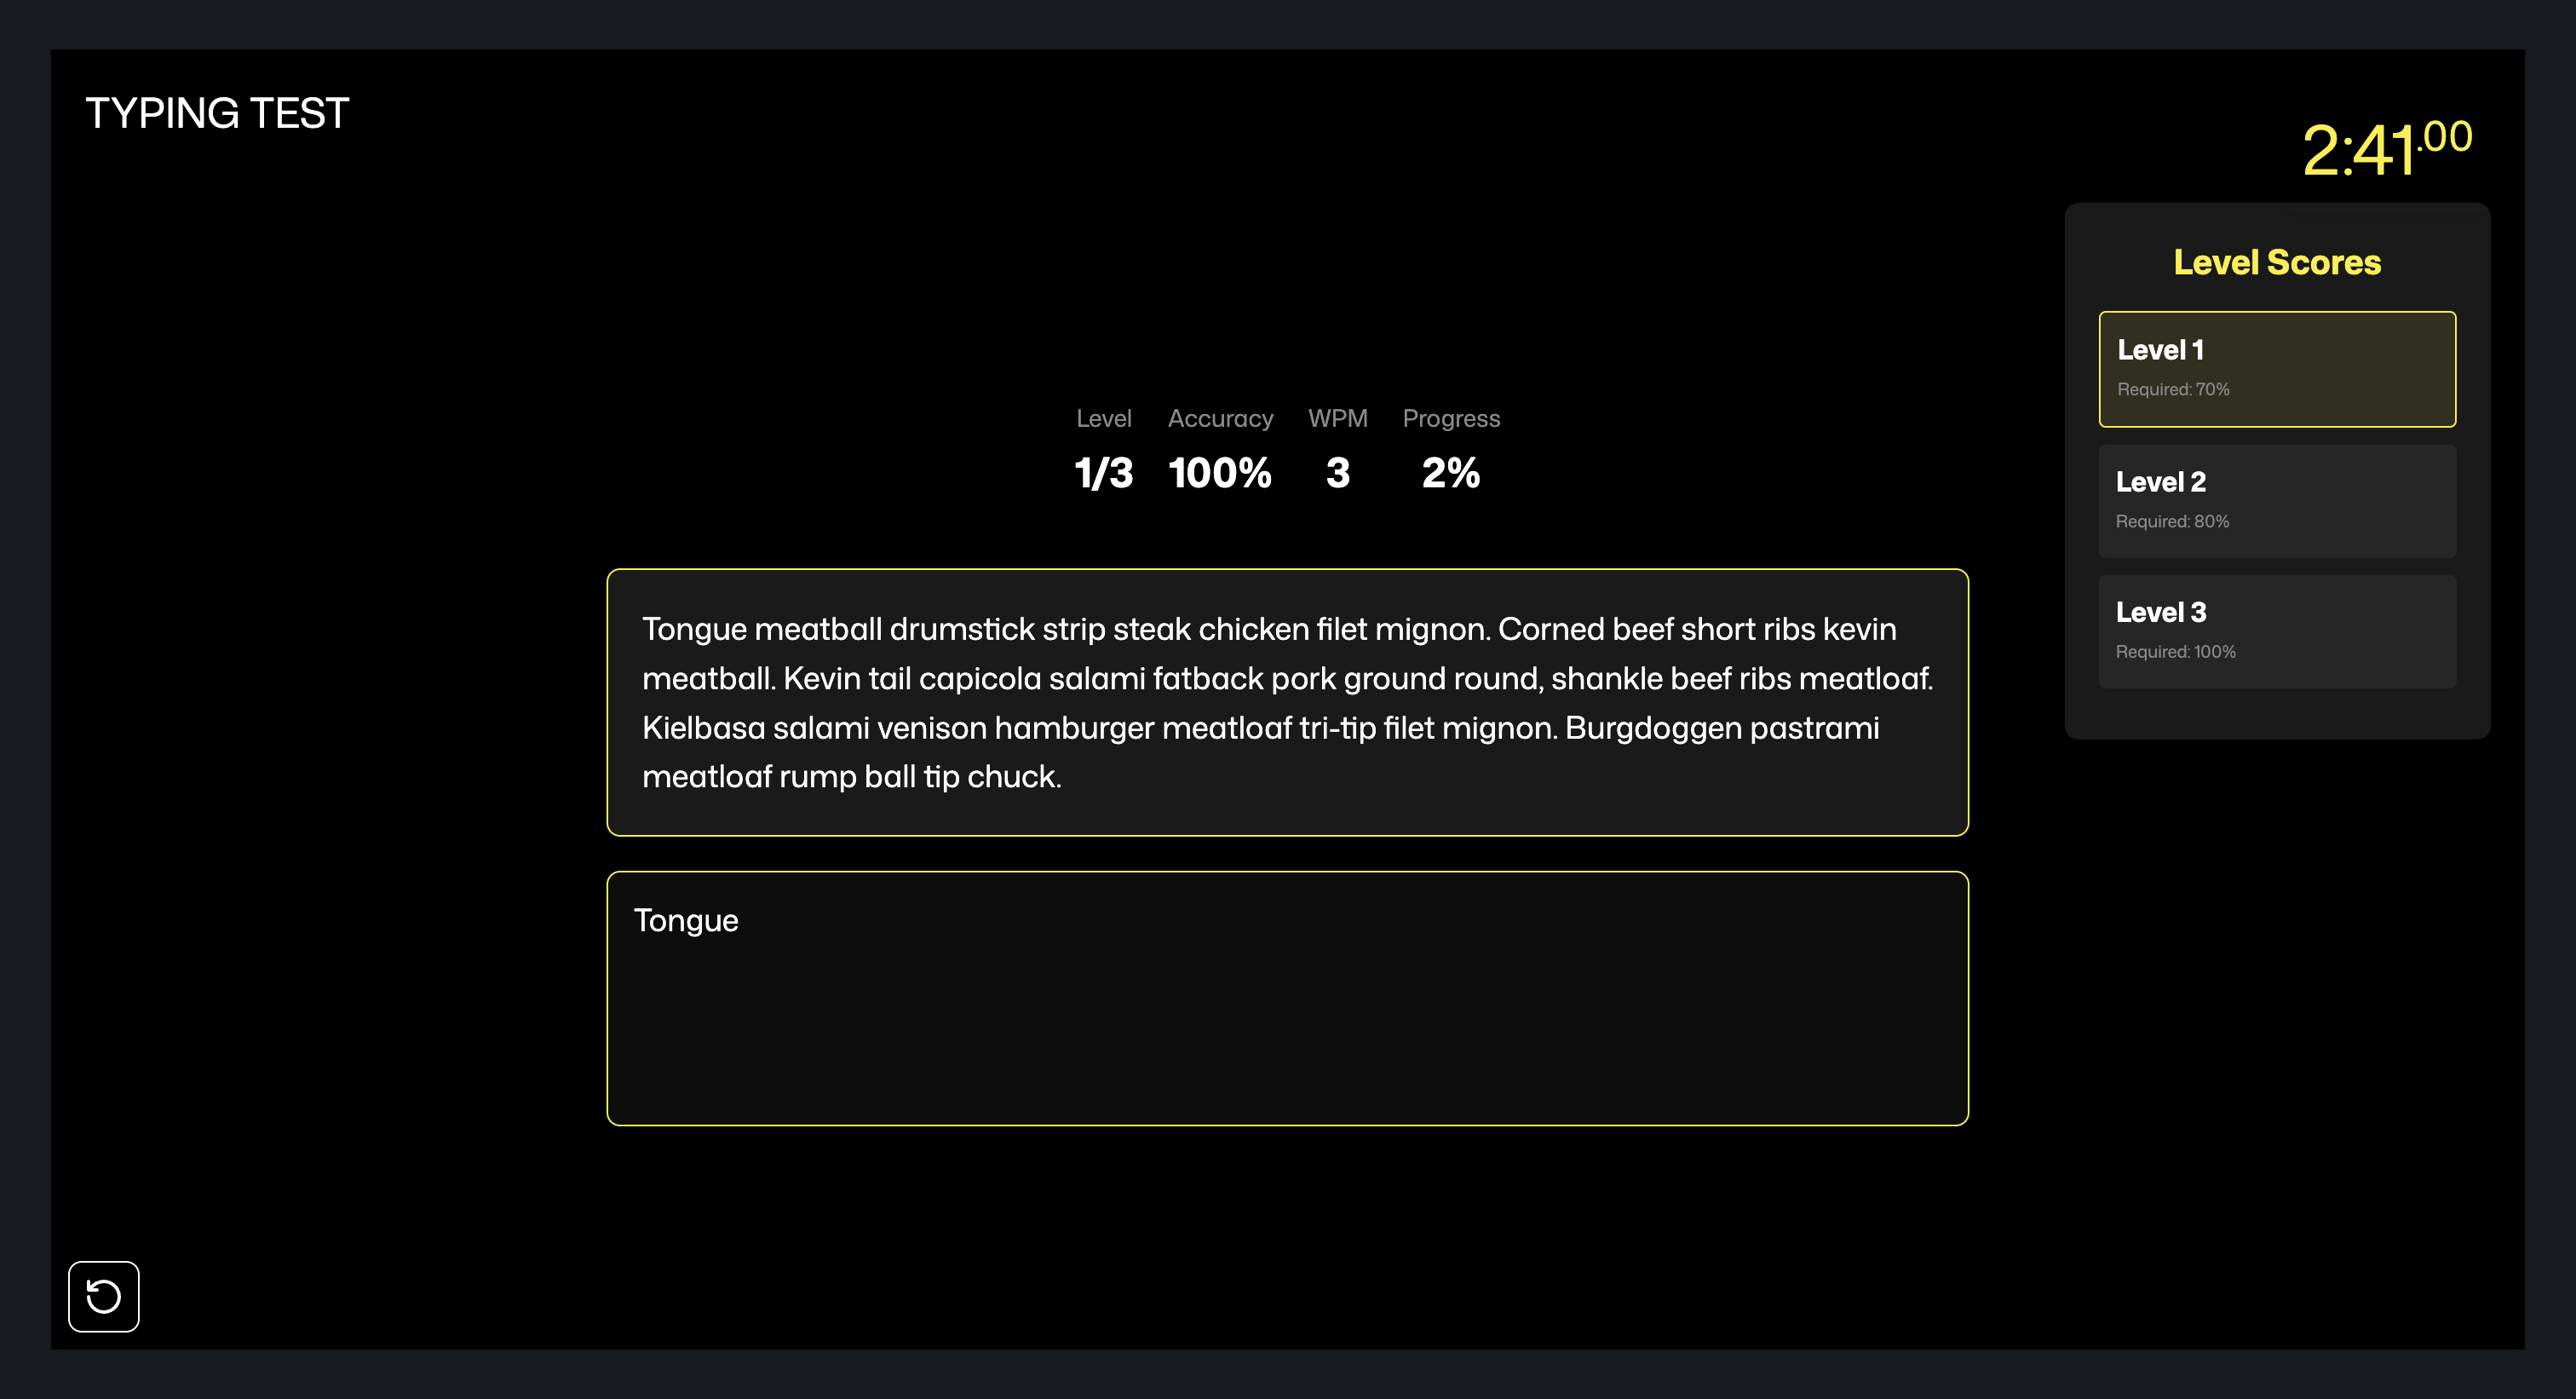 TYPING TEST
2:41.00
Level Scores
Level 1
Required: 70%
Level 2
Required: 80%
Level 3
Required: 100%
Level Accuracy WPM Progress
1/3 100% 3 2%
Tongue meatball drumstick strip steak chicken filet mignon. Corned beef short ribs kevin
meatball. Kevin tail capicola salami fatback pork ground round, shankle beef ribs meatloaf.
Kielbasa salami venison hamburger meatloaf tri-tip filet mignon. Burgdoggen pastrami
meatloaf rump ball tip chuck.
Tongue